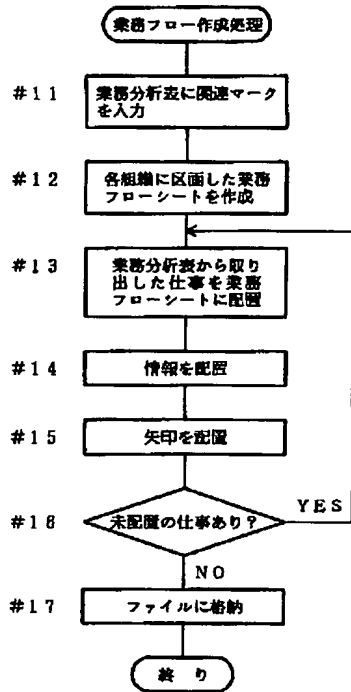 業務フロー作成処理
#11
業務分析表に関連マーク
を入力
#12
各組織に区画した業務
フローシートを作成
#13
業務分析表から取り
出した仕事を業務
フローシートに配置
#14
情報を配置
#15
矢印を配置
#16
未配置の仕事あり?
YES
NO
#17
ファイルに格納
終り